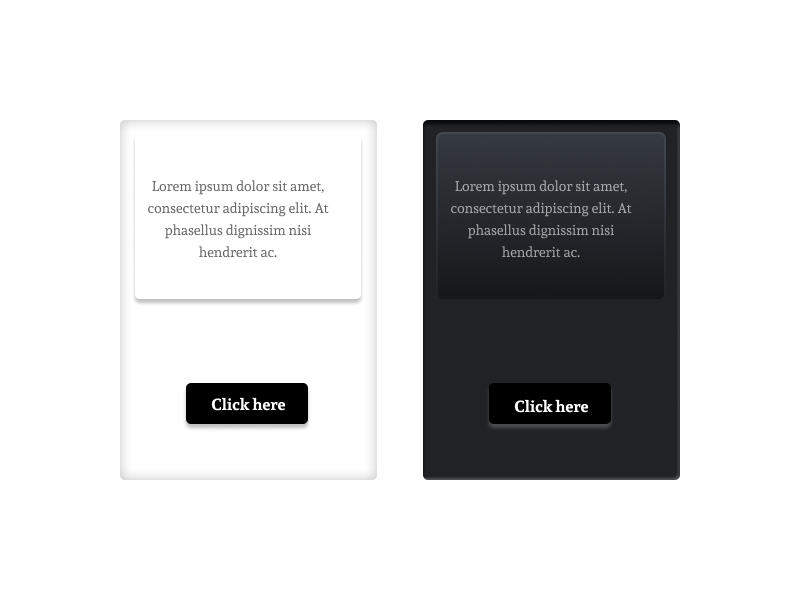 Lorem ipsum dolor sit amet,
consectetur adipiscing elit. At
phasellus dignissim nisi
hendrerit ac.
Click here
Lorem ipsum dolor sit amet,
consectetur adipiscing elit. At
phasellus dignissim nisi
hendrerit ac.
Click here